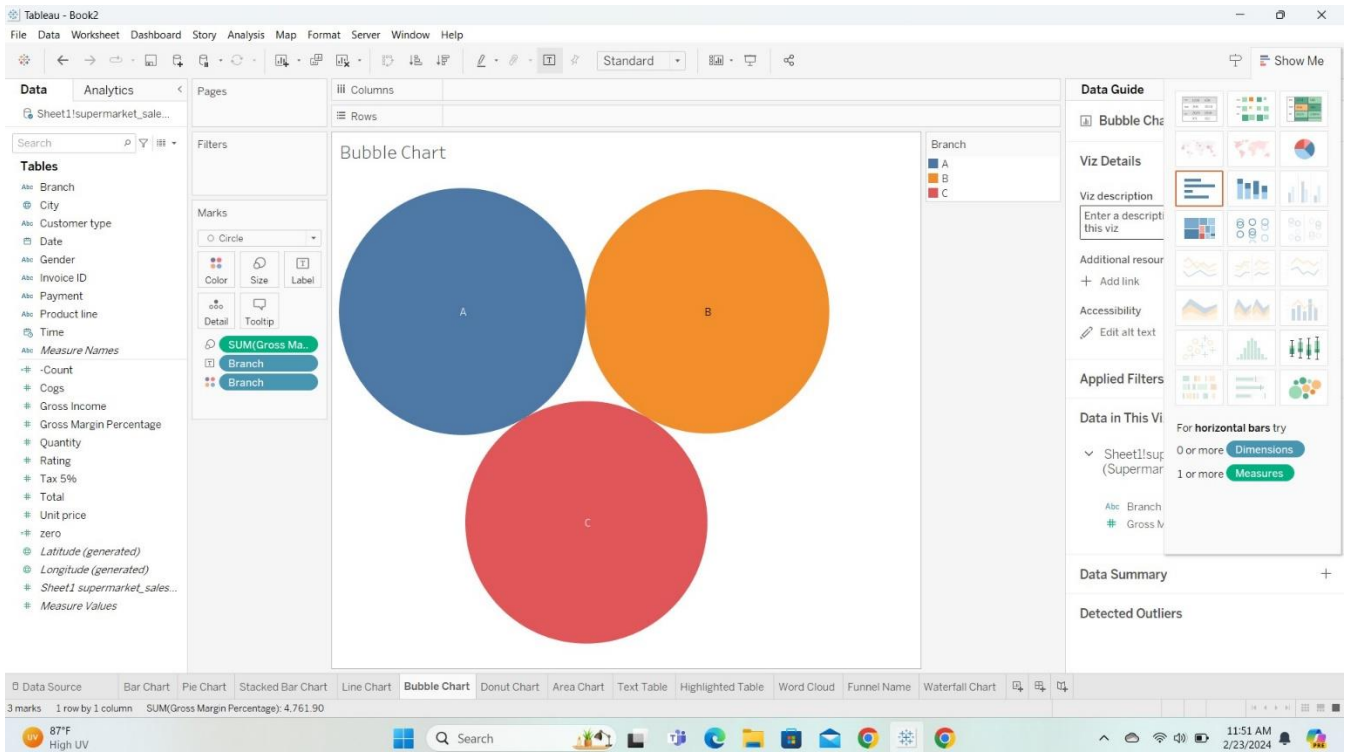 Tableau - Book2
File Data Worksheet Dashboard Story Analysis Map Format Server Window Help
Standard
Show Me
Data Analytics
Sheet1!supermarket_sale...
Search
Tables
Abc Branch
City
Abc Customer type
Date
Abc Gender
Abc Invoice ID
Abc Payment
Abc Product line
Time
Abc Measure Names
-Count
# Cogs
# Gross Income
# Gross Margin Percentage
# Quantity
# Rating
# Tax 5%
# Total
# Unit price
zero
Latitude (generated)
Longitude (generated)
# Sheet1 supermarket_sales...
# Measure Values
Pages
Filters
Marks
Circle
Color Size Label
Detail Tooltip
SUM(Gross Ma..
Branch
Branch
Columns
Rows
Bubble Chart
A
B
C
Branch
A
B
C
Data Guide
Bubble Cha
Viz Details
Viz description
Enter a descripti
this viz
Additional resour
+ Add link
Accessibility
Edit alt text
Applied Filters
Data in This Vi
Sheet1!sup
(Supermar
Abc Branch
# Gross M
Data Summary +
Detected Outliers
For horizontal bars try
0 or more Dimensions
1 or more Measures
Data Source Bar Chart Pie Chart Stacked Bar Chart Line Chart Bubble Chart Donut Chart Area Chart Text Table Highlighted Table Word Cloud Funnel Name Waterfall Chart
3 marks 1 row by 1 column SUM(Gross Margin Percentage): 4,761.90
UV
87°F
High UV
Search
11:51 AM
2/23/2024
PRE